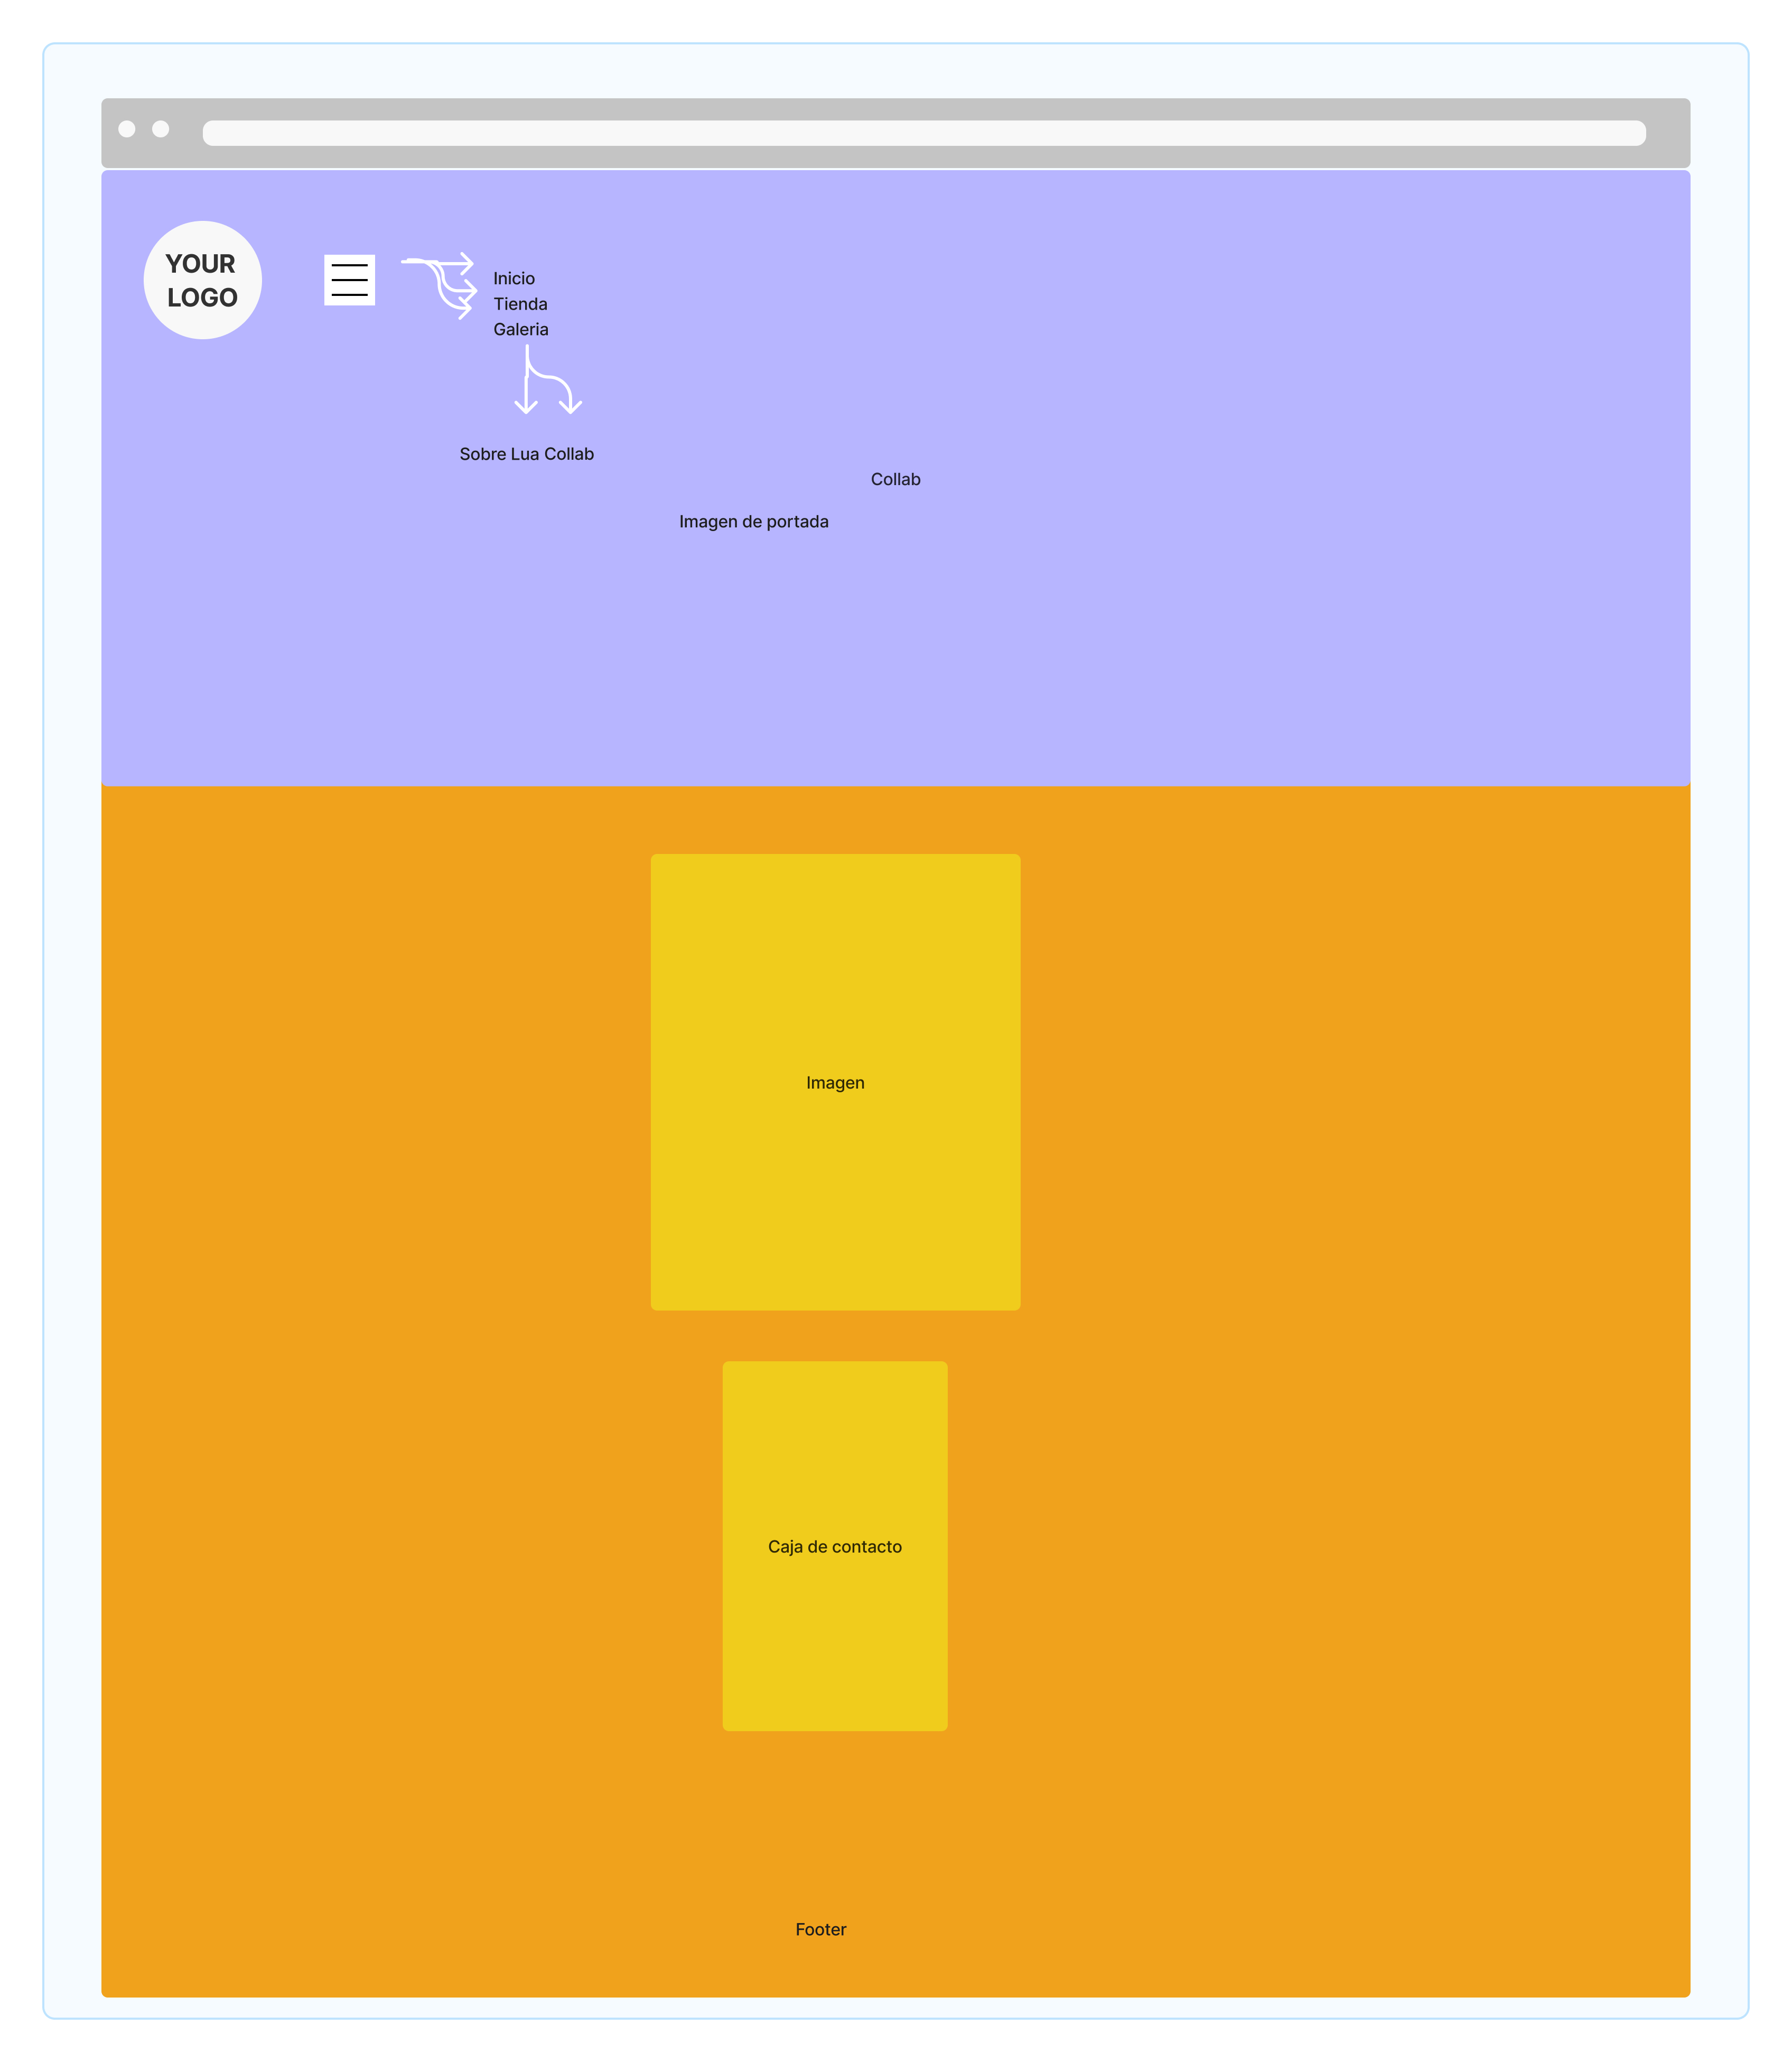 YOUR
LOGO
Inicio
Tienda
Galeria
Sobre Lua Collab
Collab
Imagen de portada
Imagen
Caja de contacto
Footer